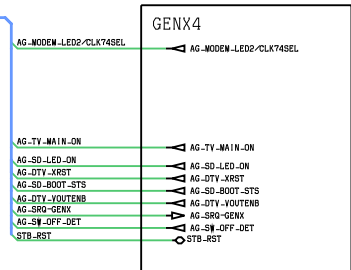 GENX4
AG-MODEM-LED2/CLK74SEL AG-MODEM-LED2/CLK74SEL
AG-TV-MAIN-ON AG-TV-MAIN-ON
AG-SD-LED-ON AG-SD-LED-ON
AG-DTV-XRST AG-DTV-XRST
AG-SD-BOOT-STS AG-SD-BOOT-STS
AG-DTV-VOUTENB AG-DTV-VOUTENB
AG-SRQ-GENX AG-SRQ-GENX
AG-SW-OFF-DET AG-SW-OFF-DET
STB-RST STB-RST